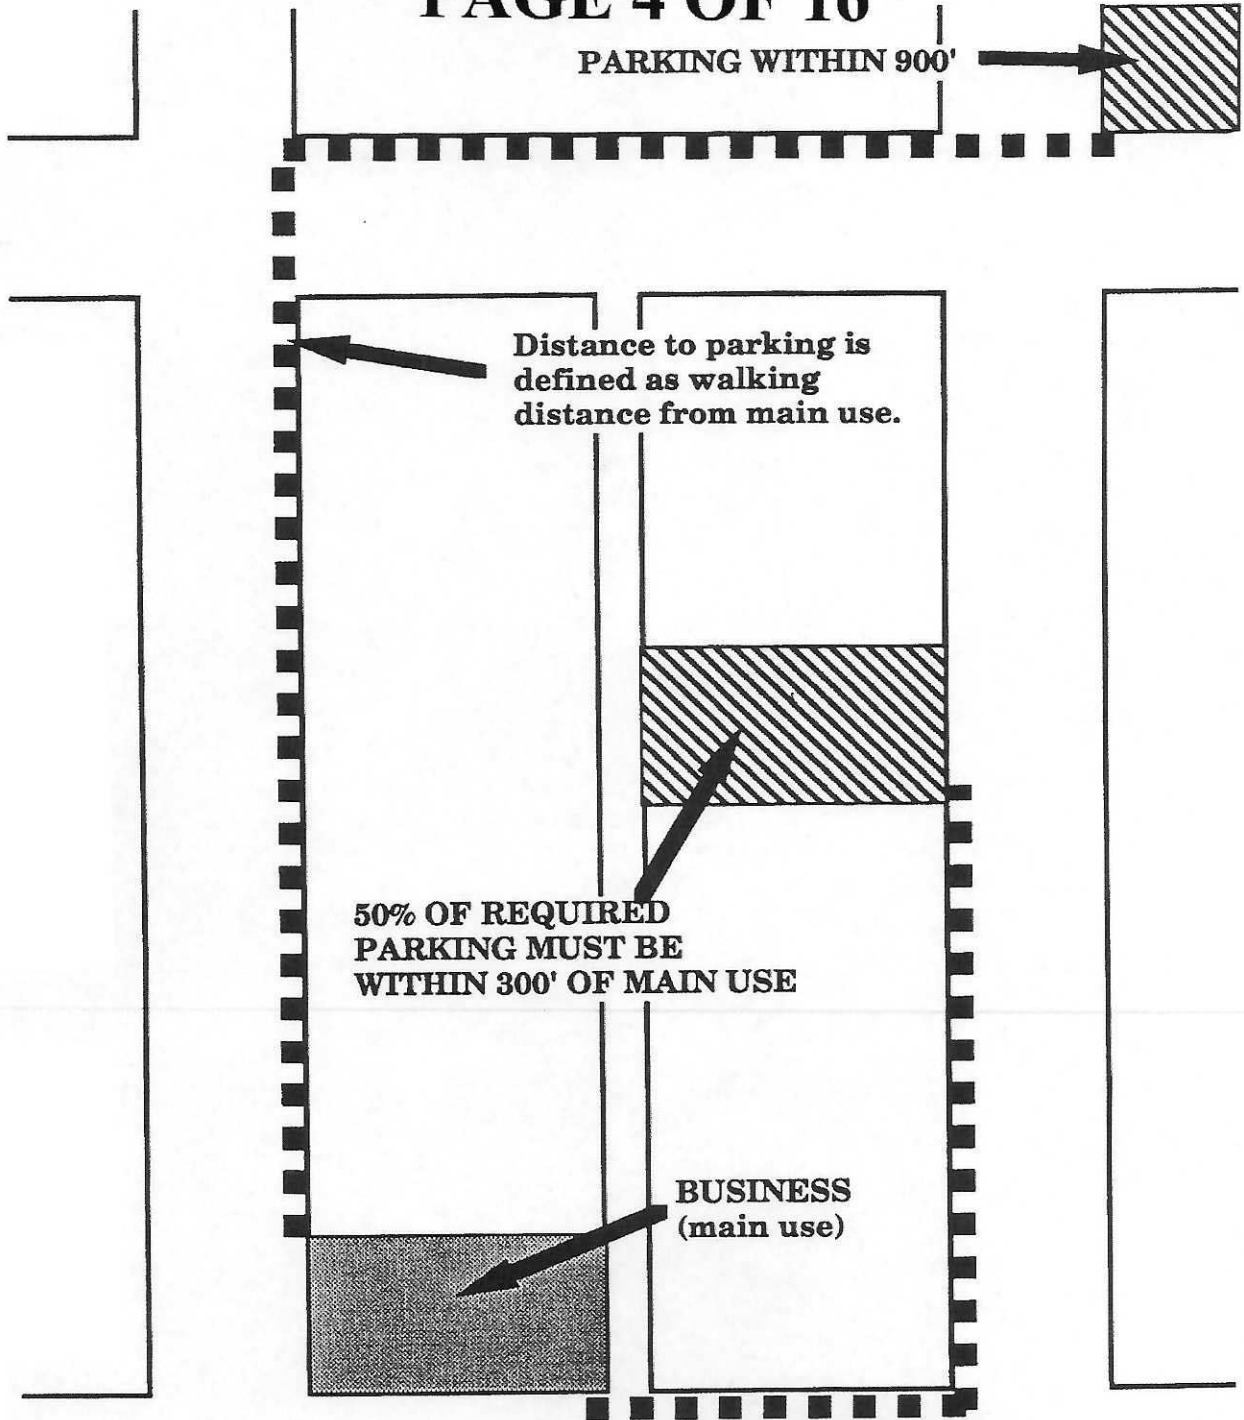 PAGE 4 OF 16
PARKING WITHIN 900'
Distance to parking is
defined as walking
distance from main use.
50% OF REQUIRED
PARKING MUST BE
WITHIN 300' OF MAIN USE
BUSINESS
(main use)